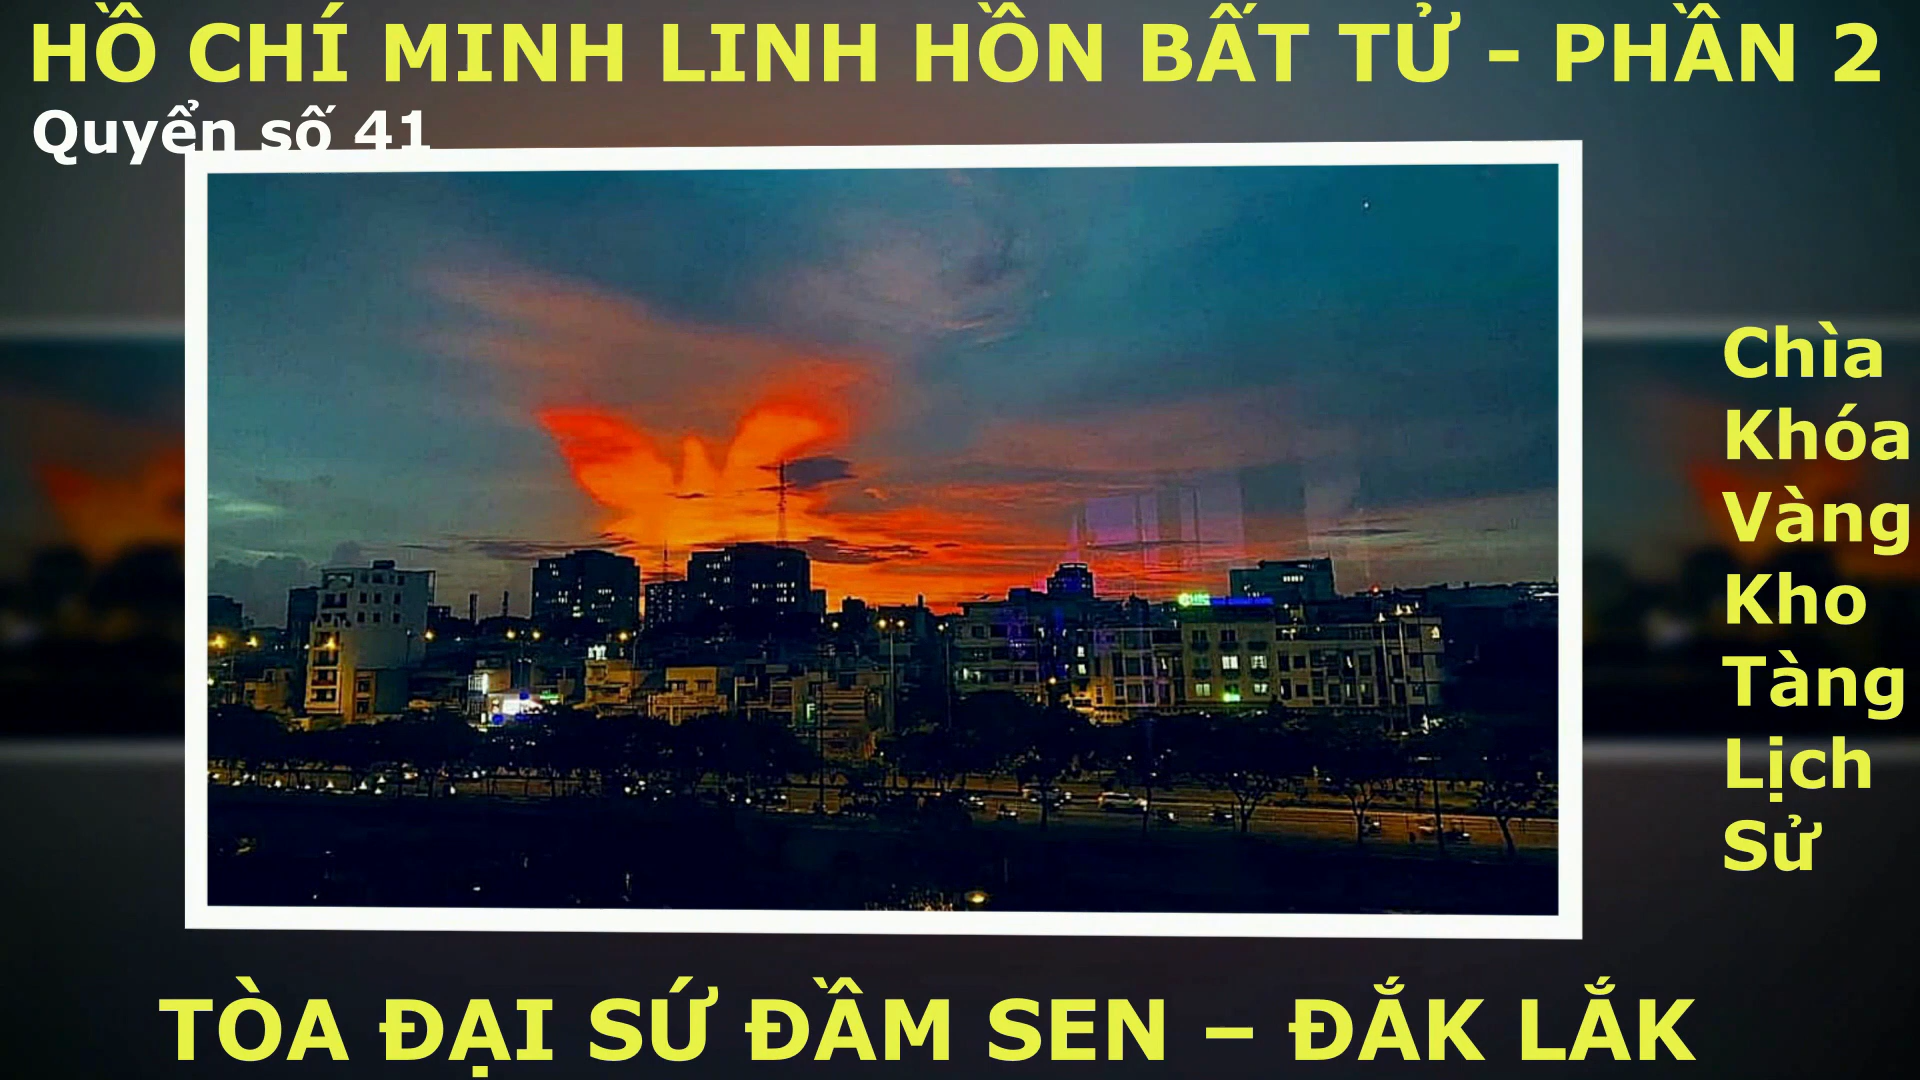 HỒ CHÍ MINH LINH HỒN BẤT TỬ - PHẦN 2
Quyển số 41
Chìa
Khóa
Vàng
Kho
Tàng
Lịch
Sử
TÒA ĐẠI SỨ ĐẦM SEN – ĐẮK LẮK